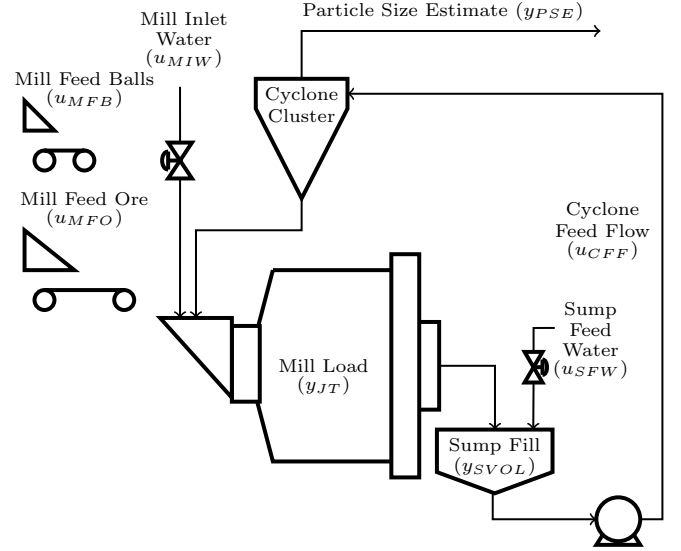 Particle Size Estimate (y_PSE)
Mill Inlet
Water
(u_MIW)
Mill Feed Balls
(u_MFB)
Cyclone
Cluster
Mill Feed Ore
(u_MFO)
Cyclone
Feed Flow
(u_CFF)
Sump
Feed
Water
(u_SFW)
Mill Load
(y_JT)
Sump Fill
(y_SVOL)